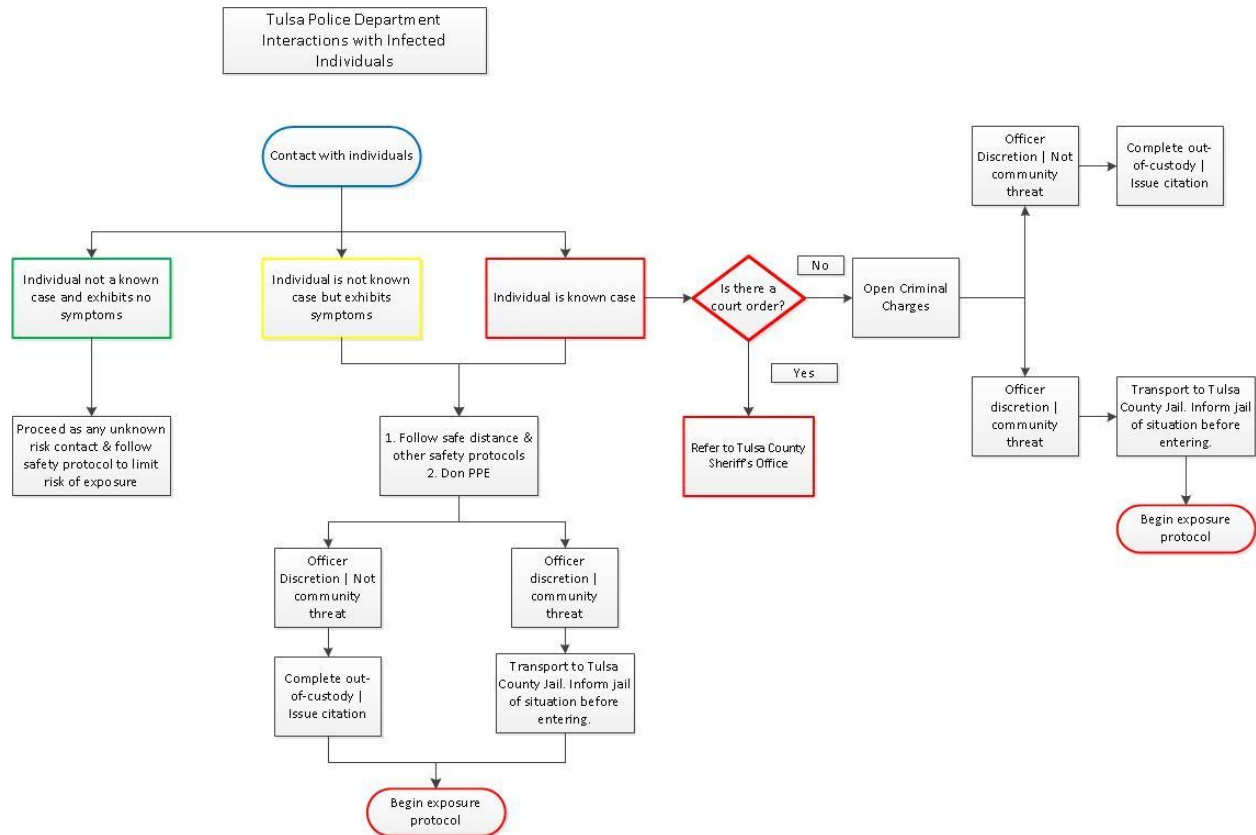 Tulsa Police Department
Interactions with Infected
Individuals
Contact with individuals
Individual not a known
case and exhibits no
symptoms
Individual is not known
case but exhibits
symptoms
Individual is known case
Is there a
court order?
No
Yes
Open Criminal
Charges
Officer
Discretion | Not
community
threat
Complete out-
of-custody |
Issue citation
Officer
discretion |
community
threat
Transport to Tulsa
County Jail. Inform jail
of situation before
entering.
Begin exposure
protocol
Refer to Tulsa County
Sheriff's Office
Proceed as any unknown
risk contact & follow
safety protocol to limit
risk of exposure
1. Follow safe distance &
other safety protocols
2. Don PPE
Officer
Discretion | Not
community
threat
Officer
discretion |
community
threat
Complete out-
of-custody |
Issue citation
Transport to Tulsa
County Jail. Inform jail
of situation before
entering.
Begin exposure
protocol